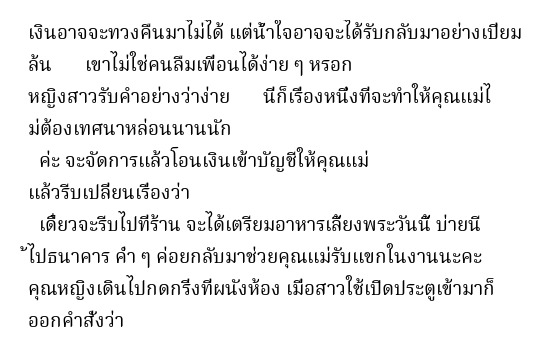 เงินอาจจะทวงคืนมาไม่ได้ แต่น้ำใจอาจจะได้รับกลับมาอย่างเปี่ยม
ล้น เขาไม่ใช่คนลืมเพื่อนได้ง่าย ๆ หรอก
หญิงสาวรับคำอย่างว่าง่าย นี่ก็เรื่องหนึ่งที่จะทำให้คุณแม่ไ
ม่ต้องเทศนาหล่อนนานนัก
ค่ะ จะจัดการแล้วโอนเงินเข้าบัญชีให้คุณแม่
แล้วรีบเปลี่ยนเรื่องว่า
เดี๋ยวจะรีบไปที่ร้าน จะได้เตรียมอาหารเลี้ยงพระวันนี้ บ่ายนี
้ไปธนาคาร ค่ำ ๆ ค่อยกลับมาช่วยคุณแม่รับแขกในงานนะคะ
คุณหญิงเดินไปกดกริ่งที่ผนังห้อง เมื่อสาวใช้เปิดประตูเข้ามาก็
ออกคำสั่งว่า